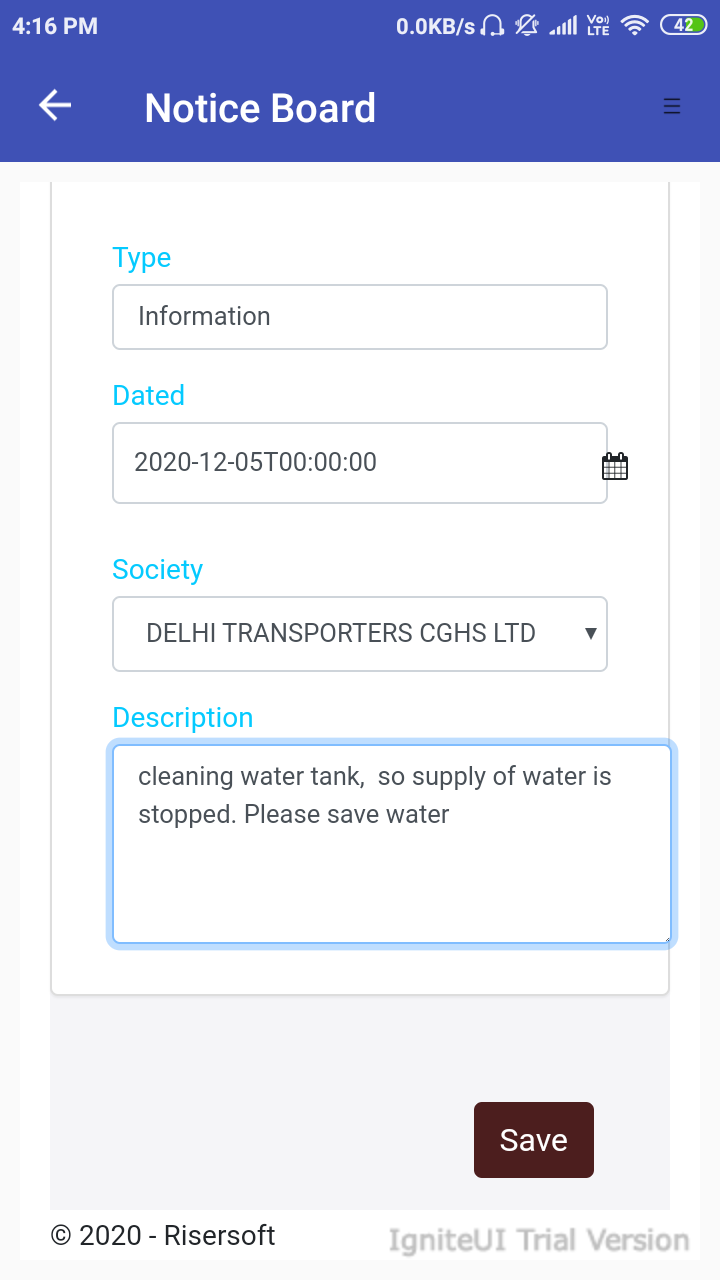 4:16 PM 0.0KB/s Vo) LTE 42
Notice Board
Type
Information
Dated
2020-12-05T00:00:00
Society
DELHI TRANSPORTERS CGHS LTD
Description
cleaning water tank,  so supply of water is
stopped. Please save water
Save
© 2020 - Risersoft IgniteUI Trial Version